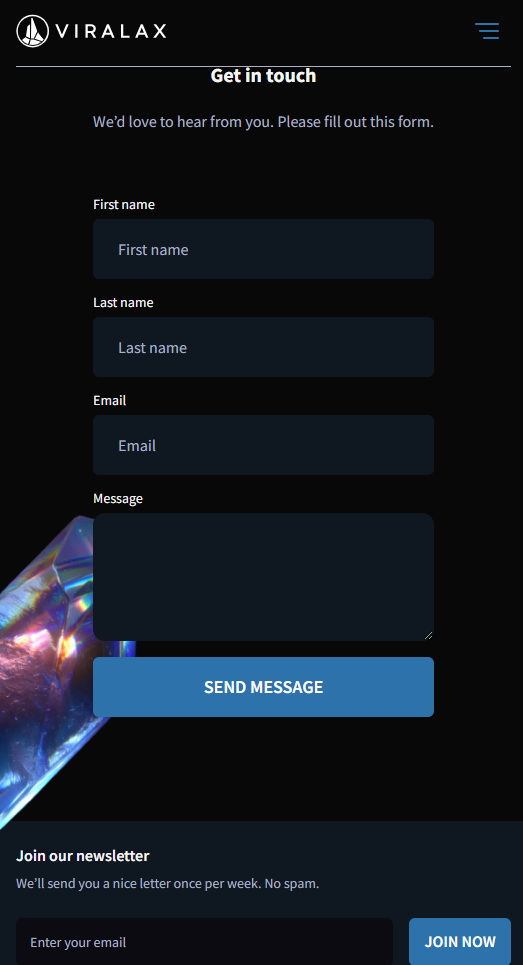 VIRALAX
Get in touch
We’d love to hear from you. Please fill out this form.
First name
First name
Last name
Last name
Email
Email
Message
SEND MESSAGE
Join our newsletter
We’ll send you a nice letter once per week. No spam.
Enter your email
JOIN NOW